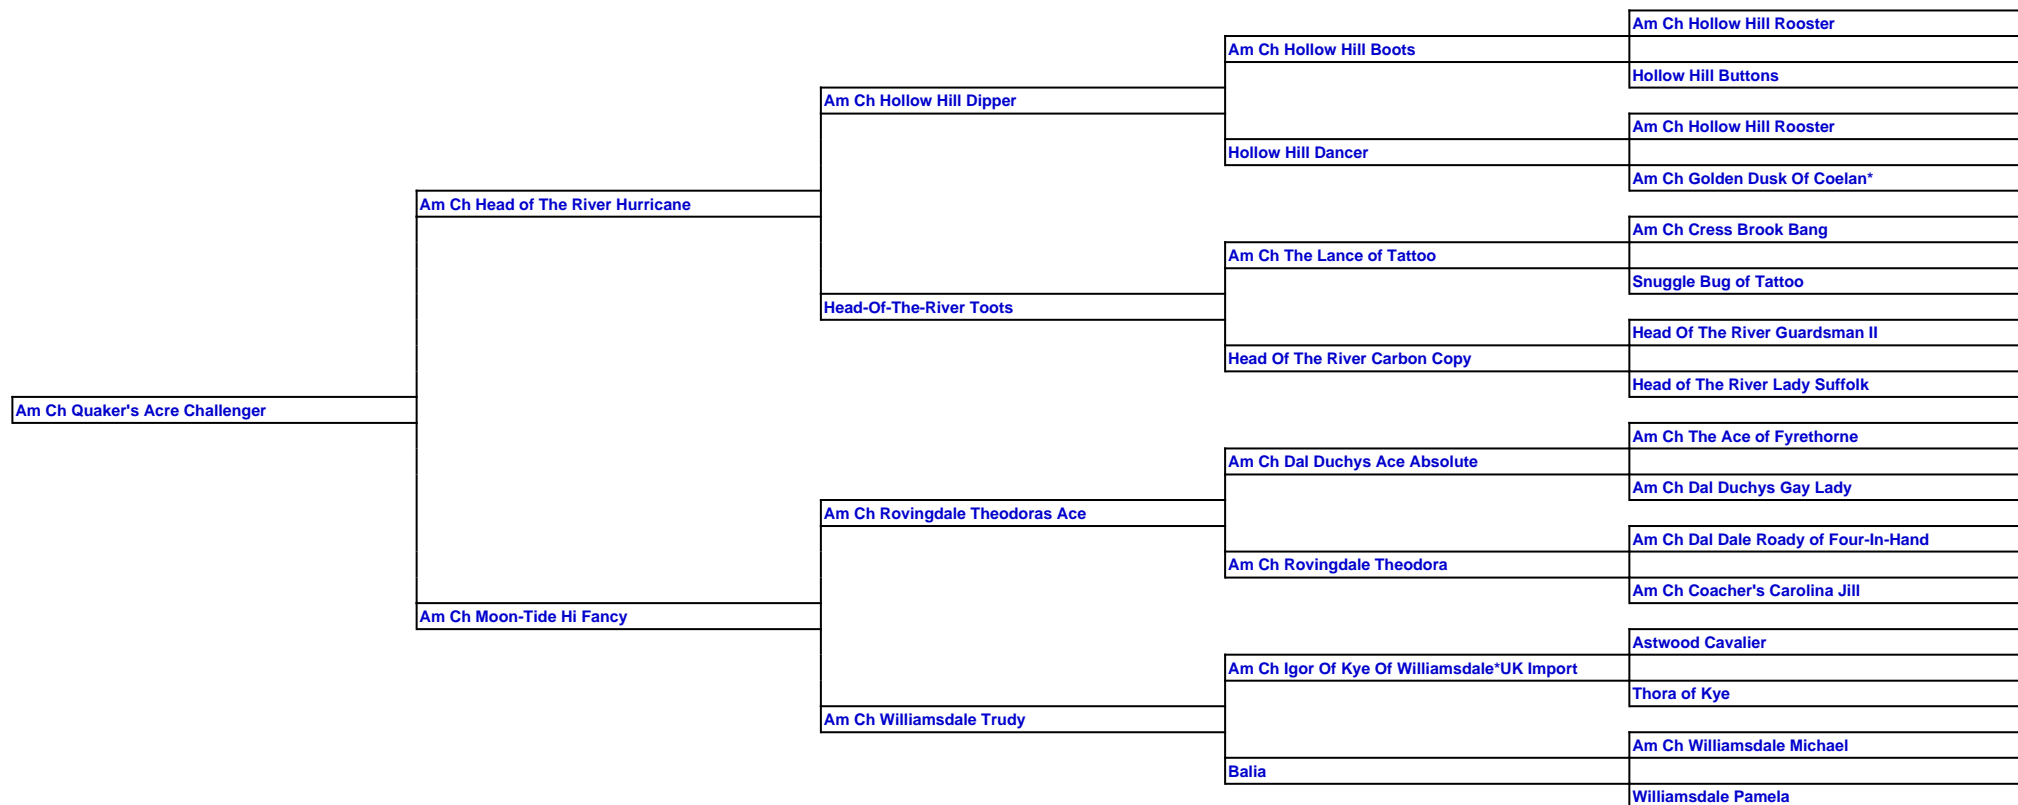 Am Ch Hollow Hill Rooster
Am Ch Hollow Hill Boots
Hollow Hill Buttons
Am Ch Hollow Hill Dipper
Am Ch Hollow Hill Rooster
Hollow Hill Dancer
Am Ch Golden Dusk Of Coelan*
Am Ch Head of The River Hurricane
Am Ch Cress Brook Bang
Am Ch The Lance of Tattoo
Snuggle Bug of Tattoo
Head-Of-The-River Toots
Head Of The River Guardsman II
Head Of The River Carbon Copy
Head of The River Lady Suffolk
Am Ch Quaker's Acre Challenger
Am Ch The Ace of Fyrethorne
Am Ch Dal Duchys Ace Absolute
Am Ch Dal Duchys Gay Lady
Am Ch Rovingdale Theodoras Ace
Am Ch Dal Dale Roady of Four-In-Hand
Am Ch Rovingdale Theodora
Am Ch Coacher's Carolina Jill
Am Ch Moon-Tide Hi Fancy
Astwood Cavalier
Am Ch Igor Of Kye Of Williamsdale*UK Import
Thora of Kye
Am Ch Williamsdale Trudy
Am Ch Williamsdale Michael
Balia
Williamsdale Pamela